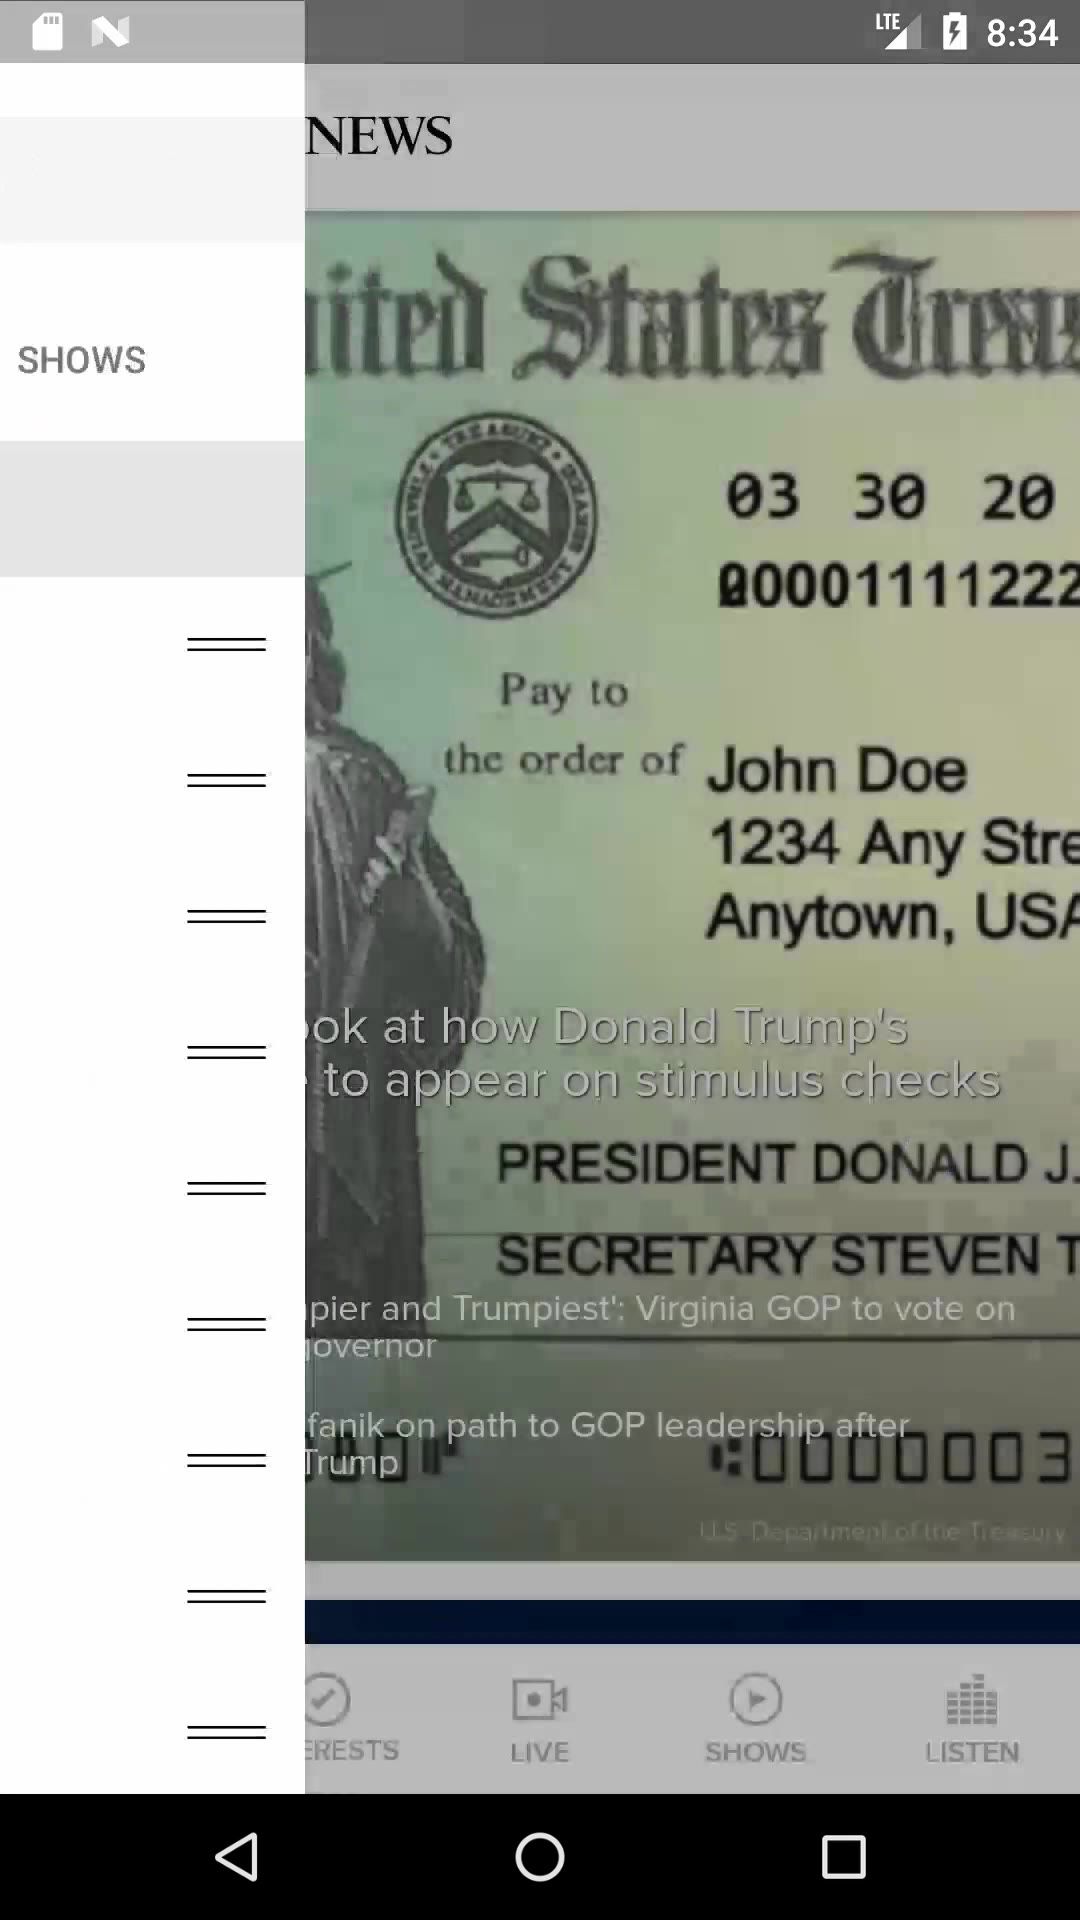 LTE 8:34
NEWS
SHOWS
nited States Treas
03 30 20
00001111222
Pay to
the order of
John Doe
1234 Any Stre
Anytown, USA
ook at how Donald Trump's
to appear on stimulus checks
PRESIDENT DONALD J.
SECRETARY STEVEN T
pier and Trumpiest': Virginia GOP to vote on
governor
fanik on path to GOP leadership after
Trump
0000003
U.S. Department of the Treasury
ERESTS
LIVE
SHOWS
LISTEN